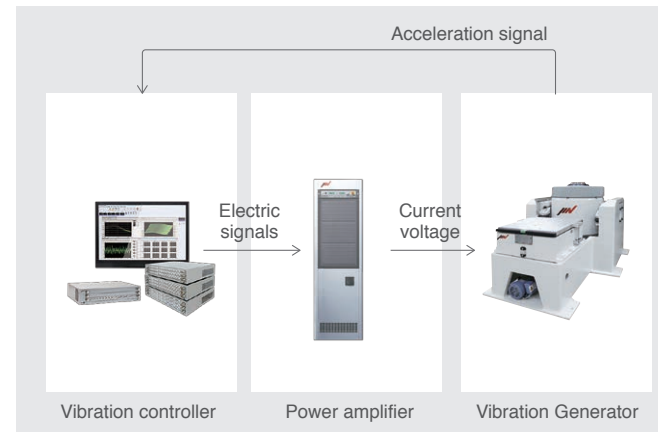 Acceleration signal
Electric
signals
Current
voltage
Vibration controller
Power amplifier
Vibration Generator